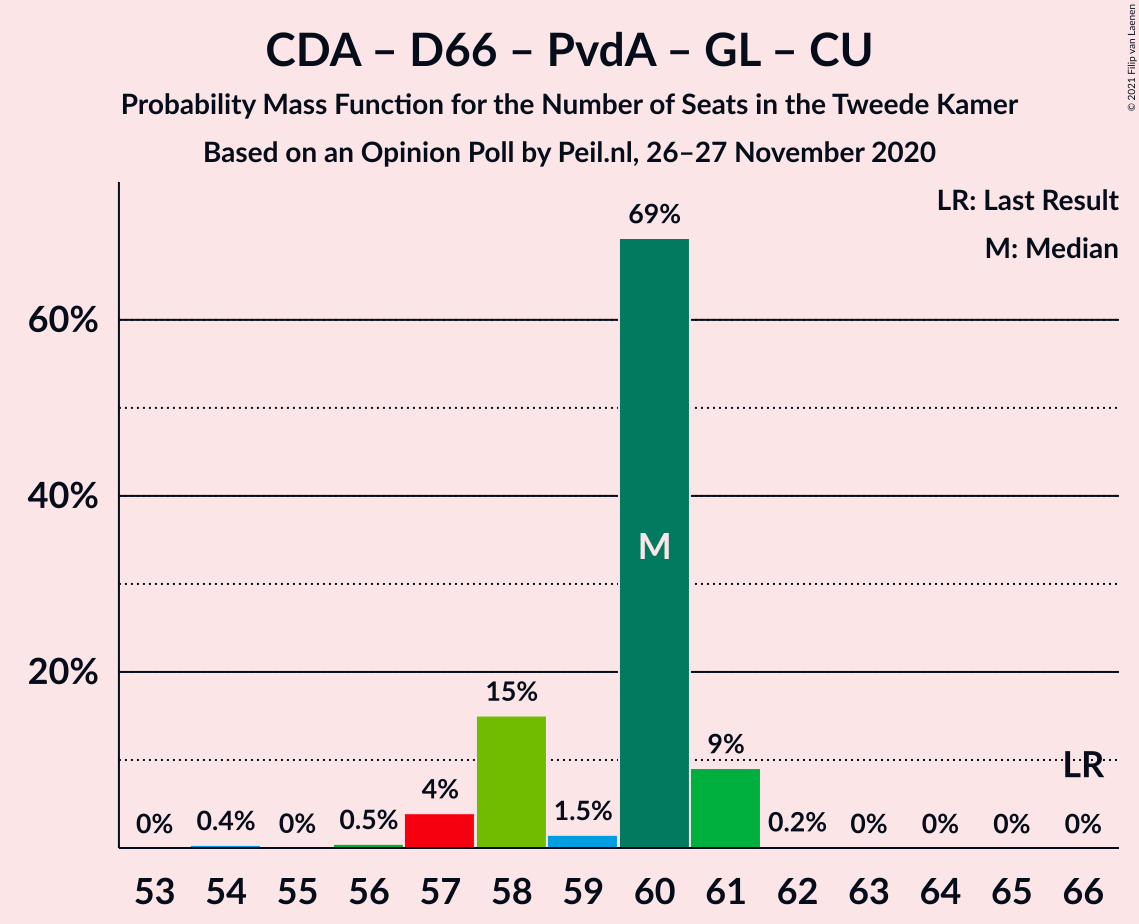 CDA – D66 – PvdA – GL – CU
Probability Mass Function for the Number of Seats in the Tweede Kamer
Based on an Opinion Poll by Peil.nl, 26–27 November 2020
© 2021 Filip van Laenen
LR: Last Result
M: Median
69%
60%
40%
M
20%
15%
9%
LR
4%
0% 0.4% 0% 0.5% 1.5% 0.2% 0% 0% 0% 0%
53 54 55 56 57 58 59 60 61 62 63 64 65 66